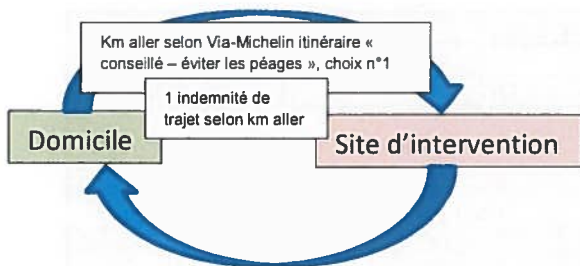 Km aller selon Via-Michelin itinéraire «
conseillé – éviter les péages », choix n°1
1 indemnité de
trajet selon km aller
Domicile
Site d'intervention